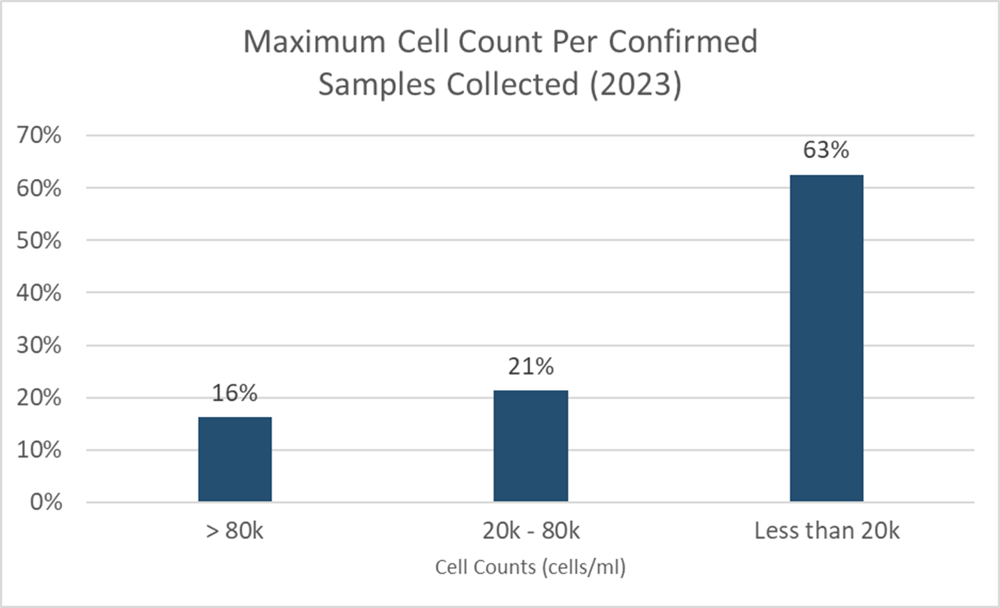 Maximum Cell Count Per Confirmed
Samples Collected (2023)
70%
60%
50%
40%
30%
20%
10%
0%
16%
21%
63%
> 80k
20k - 80k
Less than 20k
Cell Counts (cells/ml)